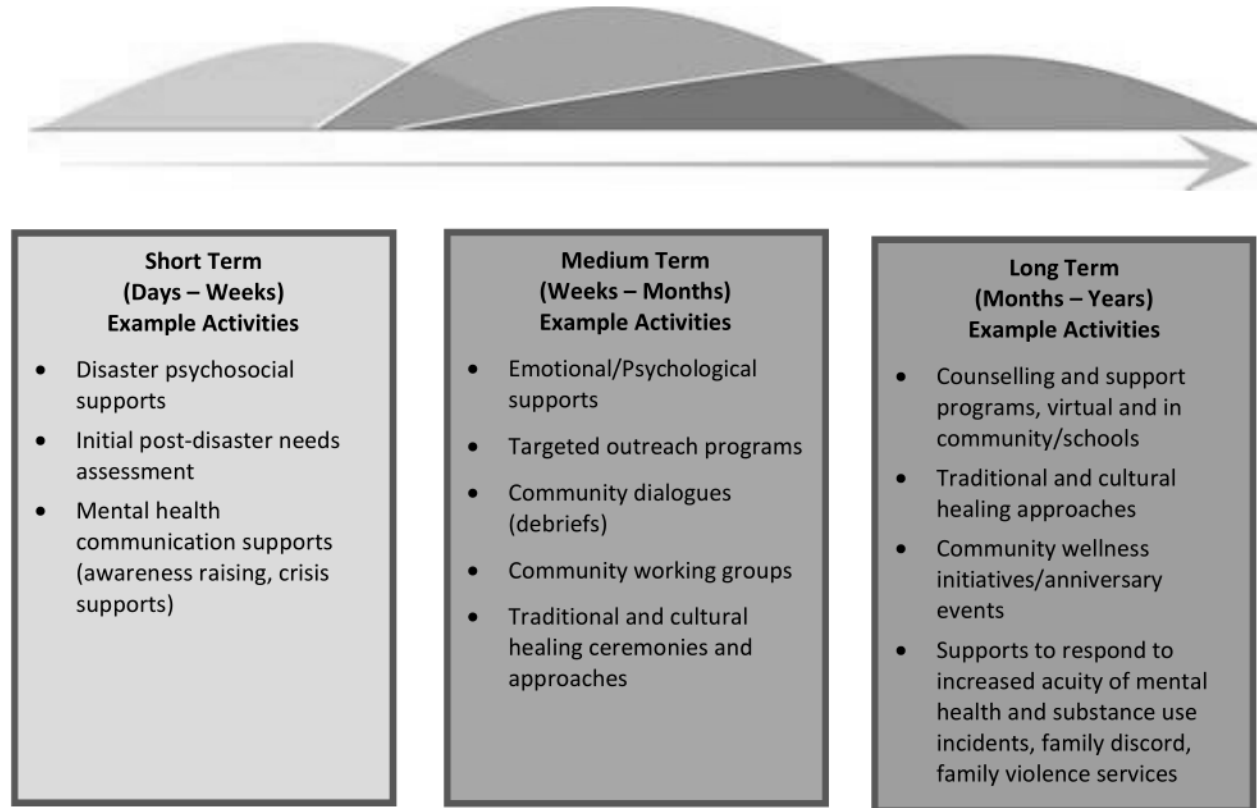 Short Term
(Days – Weeks)
Example Activities
• Disaster psychosocial
supports
• Initial post-disaster needs
assessment
• Mental health
communication supports
(awareness raising, crisis
supports)
Medium Term
(Weeks – Months)
Example Activities
• Emotional/Psychological
supports
• Targeted outreach programs
• Community dialogues
(debriefs)
• Community working groups
• Traditional and cultural
healing ceremonies and
approaches
Long Term
(Months – Years)
Example Activities
• Counselling and support
programs, virtual and in
community/schools
• Traditional and cultural
healing approaches
• Community wellness
initiatives/anniversary
events
• Supports to respond to
increased acuity of mental
health and substance use
incidents, family discord,
family violence services